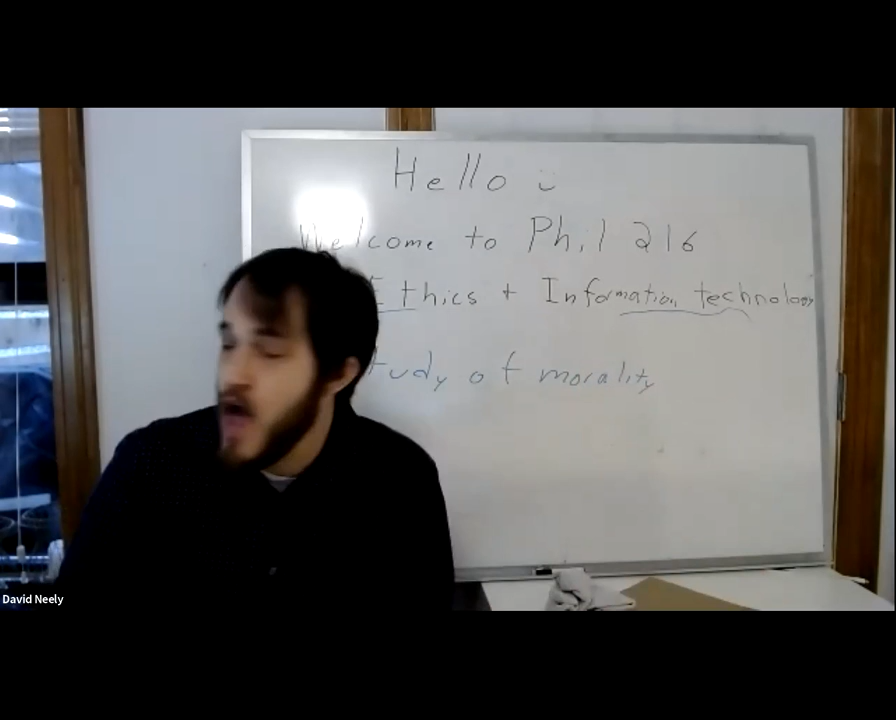 Hello
Welcome to Phil 216
Ethics + Information technology
tudy of morality
David Neely